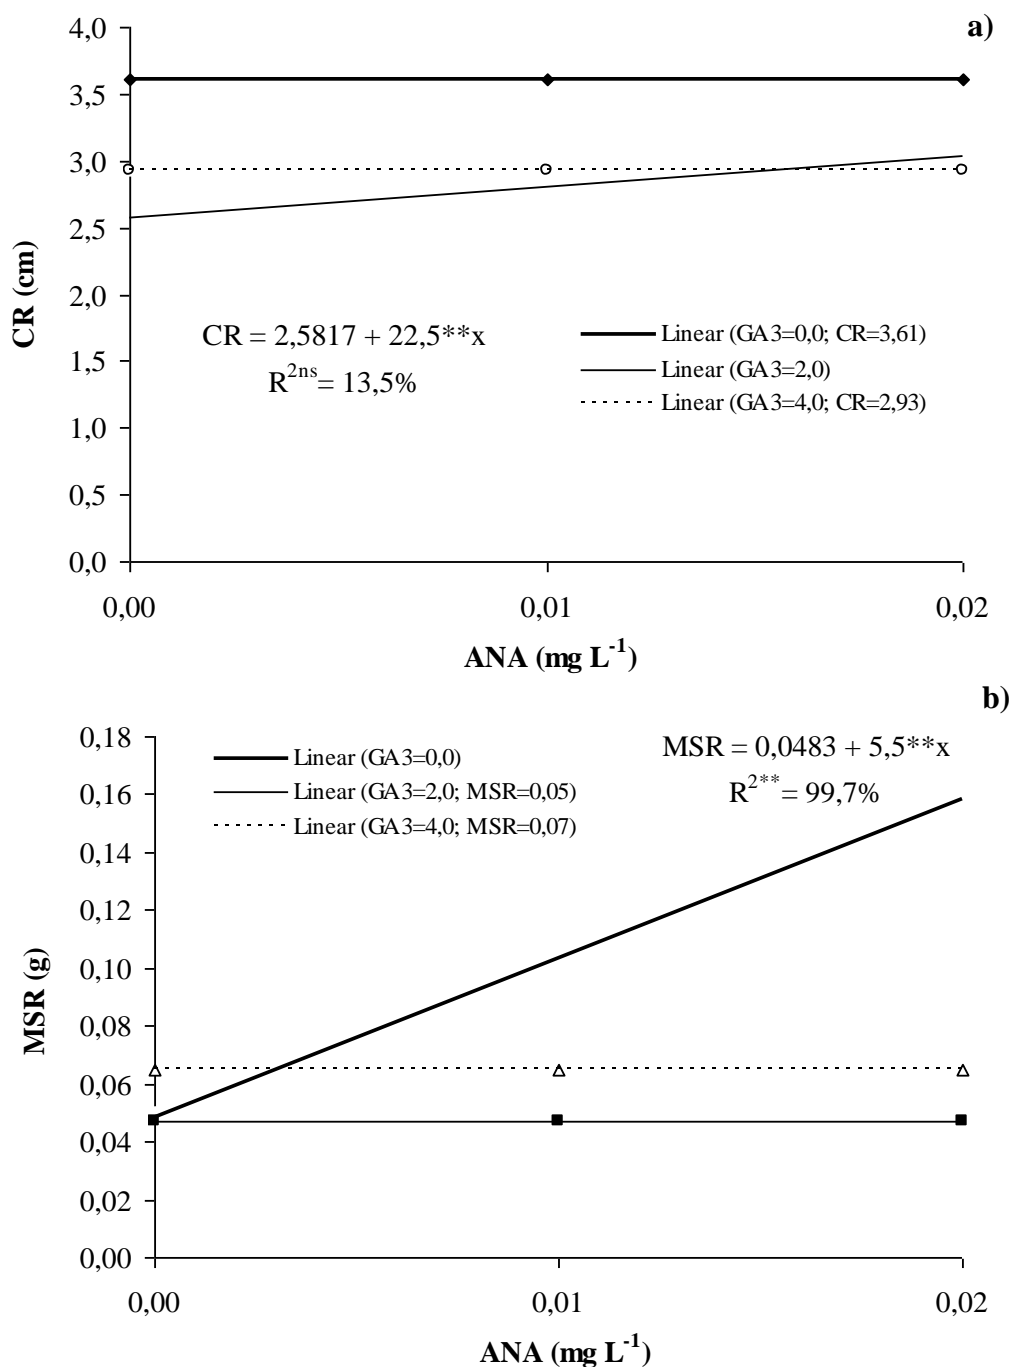 a)
4,0
3,5
3,0
2,5
2,0
1,5
1,0
0,5
0,0
CR (cm)
CR = 2,5817 + 22,5**x
R²ⁿˢ = 13,5%
Linear (GA3=0,0; CR=3,61)
Linear (GA3=2,0)
Linear (GA3=4,0; CR=2,93)
0,00 0,01 0,02
ANA (mg L⁻¹)
b)
0,18
0,16
0,14
0,12
0,10
0,08
0,06
0,04
0,02
0,00
MSR (g)
Linear (GA3=0,0)
Linear (GA3=2,0; MSR=0,05)
Linear (GA3=4,0; MSR=0,07)
MSR = 0,0483 + 5,5**x
R²** = 99,7%
0,00 0,01 0,02
ANA (mg L⁻¹)